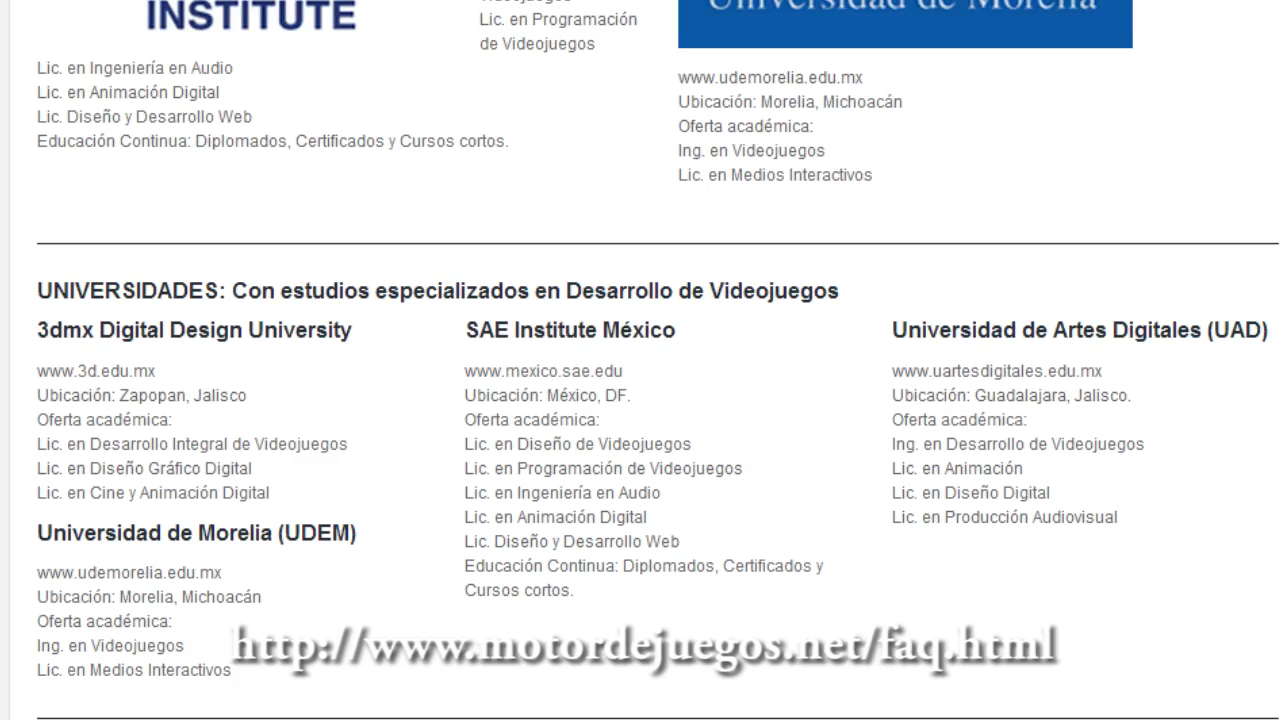 INSTITUTE
Lic. en Programación
de Videojuegos
Lic. en Ingeniería en Audio
Lic. en Animación Digital
Lic. Diseño y Desarrollo Web
Educación Continua: Diplomados, Certificados y Cursos cortos.
Universidad de Morelia
www.udemorelia.edu.mx
Ubicación: Morelia, Michoacán
Oferta académica:
Ing. en Videojuegos
Lic. en Medios Interactivos
UNIVERSIDADES: Con estudios especializados en Desarrollo de Videojuegos
3dmx Digital Design University
www.3d.edu.mx
Ubicación: Zapopan, Jalisco
Oferta académica:
Lic. en Desarrollo Integral de Videojuegos
Lic. en Diseño Gráfico Digital
Lic. en Cine y Animación Digital
Universidad de Morelia (UDEM)
www.udemorelia.edu.mx
Ubicación: Morelia, Michoacán
Oferta académica:
Ing. en Videojuegos
Lic. en Medios Interactivos
SAE Institute México
www.mexico.sae.edu
Ubicación: México, DF.
Oferta académica:
Lic. en Diseño de Videojuegos
Lic. en Programación de Videojuegos
Lic. en Ingeniería en Audio
Lic. en Animación Digital
Lic. Diseño y Desarrollo Web
Educación Continua: Diplomados, Certificados y
Cursos cortos.
Universidad de Artes Digitales (UAD)
www.uartesdigitales.edu.mx
Ubicación: Guadalajara, Jalisco.
Oferta académica:
Ing. en Desarrollo de Videojuegos
Lic. en Animación
Lic. en Diseño Digital
Lic. en Producción Audiovisual
http://www.motordejuegos.net/faq.html